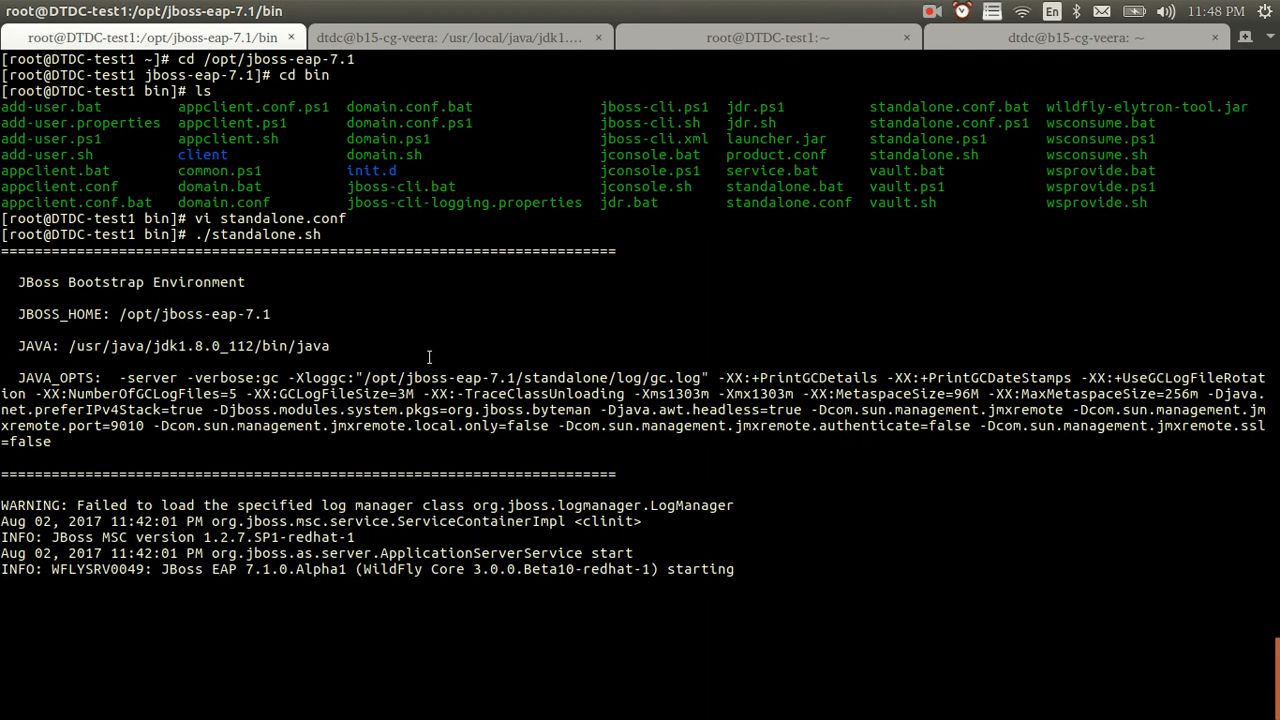 root@DTDC-test1:/opt/jboss-eap-7.1/bin
En
11:48 PM
root@DTDC-test1:/opt/jboss-eap-7.1/bin ×
dtdc@b15-cg-veera: /usr/local/java/jdk1.... ×
root@DTDC-test1:~ ×
dtdc@b15-cg-veera: ~ ×
[root@DTDC-test1 ~]# cd /opt/jboss-eap-7.1
[root@DTDC-test1 jboss-eap-7.1]# cd bin
[root@DTDC-test1 bin]# ls
add-user.bat appclient.conf.ps1 domain.conf.bat jboss-cli.ps1 jdr.ps1 standalone.conf.bat wildfly-elytron-tool.jar
add-user.properties appclient.ps1 domain.conf.ps1 jboss-cli.sh jdr.sh standalone.conf.ps1 wsconsume.bat
add-user.ps1 appclient.sh domain.ps1 jboss-cli.xml launcher.jar standalone.ps1 wsconsume.ps1
add-user.sh client domain.sh jconsole.bat product.conf standalone.sh wsconsume.sh
appclient.bat common.ps1 init.d jconsole.ps1 service.bat vault.bat wsprovide.bat
appclient.conf domain.bat jboss-cli.bat jconsole.sh standalone.bat vault.ps1 wsprovide.ps1
appclient.conf.bat domain.conf jboss-cli-logging.properties jdr.bat standalone.conf vault.sh wsprovide.sh
[root@DTDC-test1 bin]# vi standalone.conf
[root@DTDC-test1 bin]# ./standalone.sh
=========================================================================
JBoss Bootstrap Environment
JBOSS_HOME: /opt/jboss-eap-7.1
JAVA: /usr/java/jdk1.8.0_112/bin/java
JAVA_OPTS:  -server -verbose:gc -Xloggc:"/opt/jboss-eap-7.1/standalone/log/gc.log" -XX:+PrintGCDetails -XX:+PrintGCDateStamps -XX:+UseGCLogFileRotat
ion -XX:NumberOfGCLogFiles=5 -XX:GCLogFileSize=3M -XX:-TraceClassUnloading -Xms1303m -Xmx1303m -XX:MetaspaceSize=96M -XX:MaxMetaspaceSize=256m -Djava.
net.preferIPv4Stack=true -Djboss.modules.system.pkgs=org.jboss.byteman -Djava.awt.headless=true -Dcom.sun.management.jmxremote -Dcom.sun.management.jm
xremote.port=9010 -Dcom.sun.management.jmxremote.local.only=false -Dcom.sun.management.jmxremote.authenticate=false -Dcom.sun.management.jmxremote.ssl
=false
=========================================================================
WARNING: Failed to load the specified log manager class org.jboss.logmanager.LogManager
Aug 02, 2017 11:42:01 PM org.jboss.msc.service.ServiceContainerImpl <clinit>
INFO: JBoss MSC version 1.2.7.SP1-redhat-1
Aug 02, 2017 11:42:01 PM org.jboss.as.server.ApplicationServerService start
INFO: WFLYSRV0049: JBoss EAP 7.1.0.Alpha1 (WildFly Core 3.0.0.Beta10-redhat-1) starting